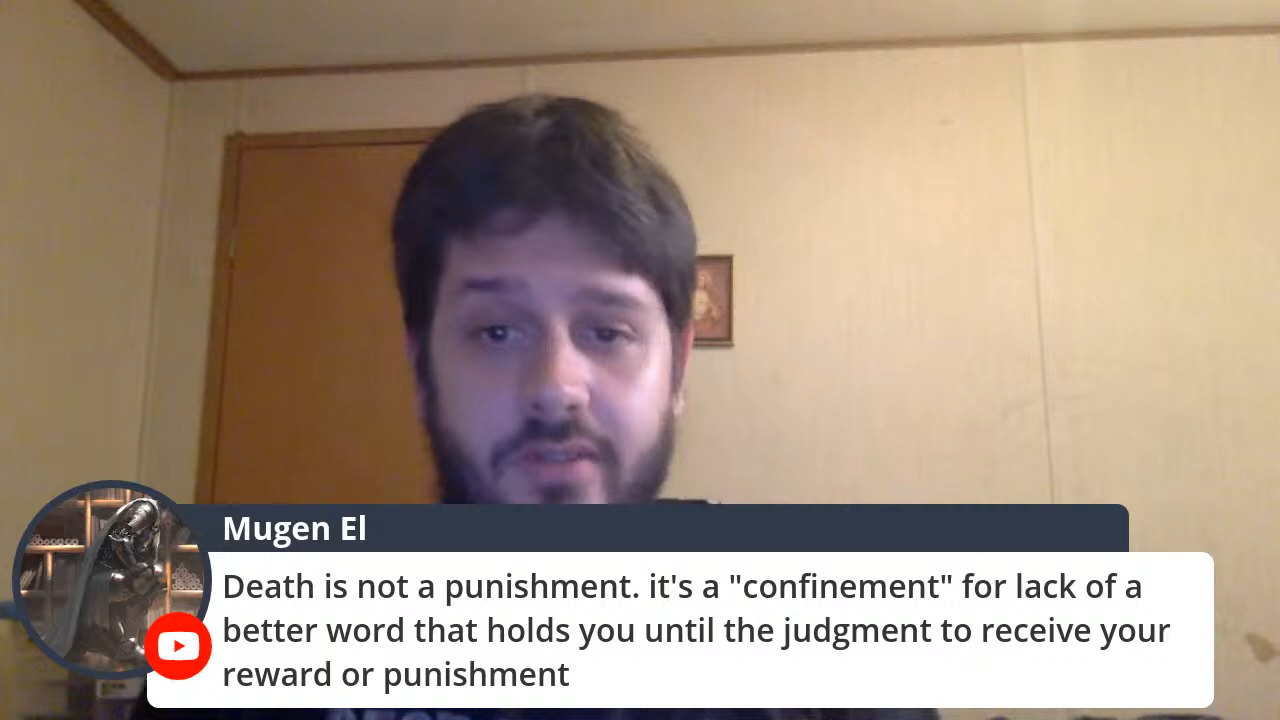 Mugen El
Death is not a punishment. it's a "confinement" for lack of a
better word that holds you until the judgment to receive your
reward or punishment